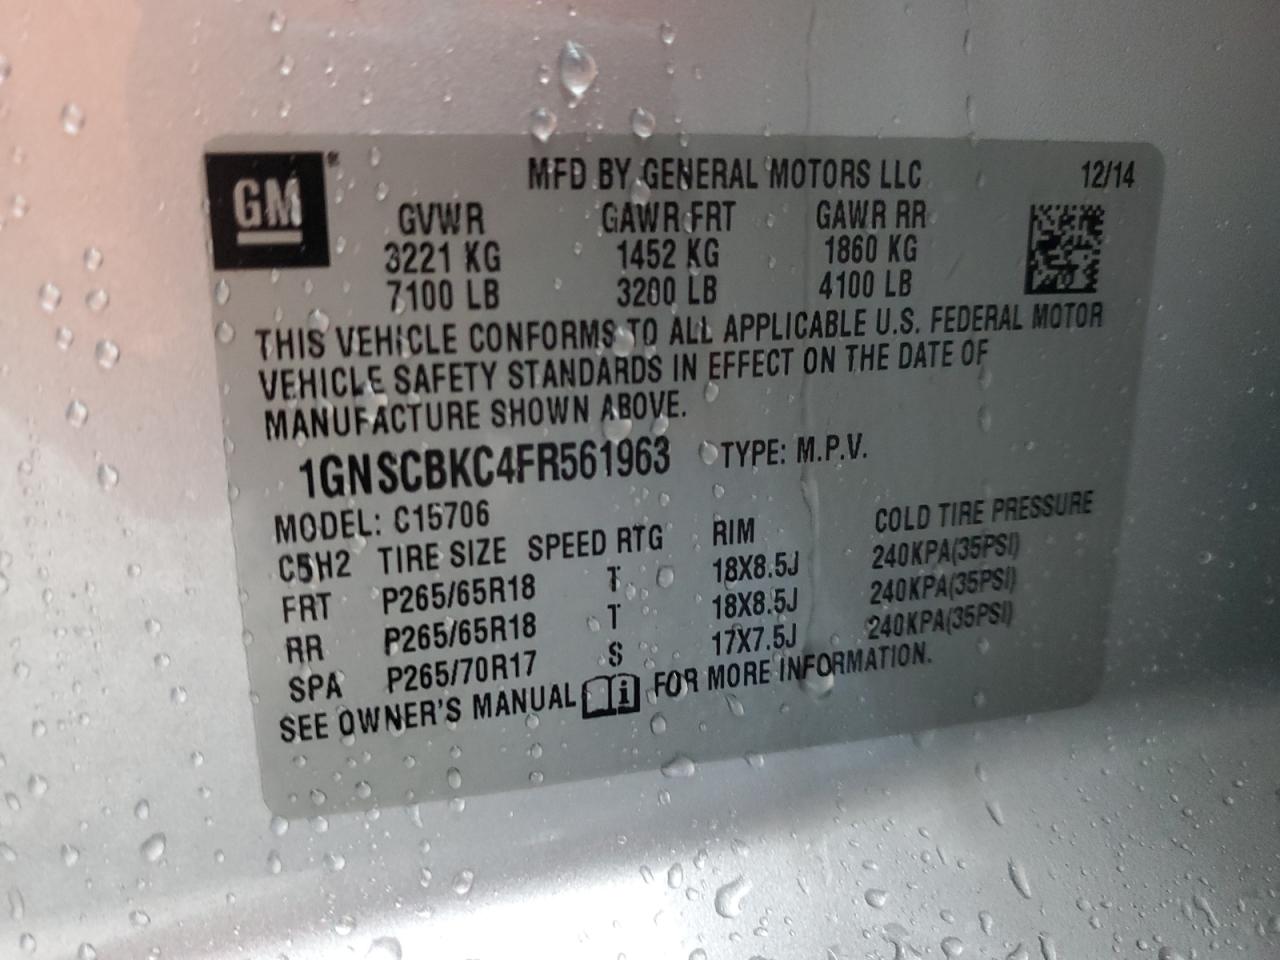 GM
MFD BY GENERAL MOTORS LLC 12/14
GVWR GAWR FRT GAWR RR
3221 KG 1452 KG 1860 KG
7100 LB 3200 LB 4100 LB
THIS VEHICLE CONFORMS TO ALL APPLICABLE U.S. FEDERAL MOTOR
VEHICLE SAFETY STANDARDS IN EFFECT ON THE DATE OF
MANUFACTURE SHOWN ABOVE.
1GNSCBKC4FR561963 TYPE: M.P.V.
MODEL: C15706
C5H2 TIRE SIZE SPEED RTG RIM COLD TIRE PRESSURE
FRT P265/65R18 T 18X8.5J 240KPA(35PSI)
RR P265/65R18 T 18X8.5J 240KPA(35PSI)
SPA P265/70R17 S 17X7.5J 240KPA(35PSI)
SEE OWNER'S MANUAL i FOR MORE INFORMATION.